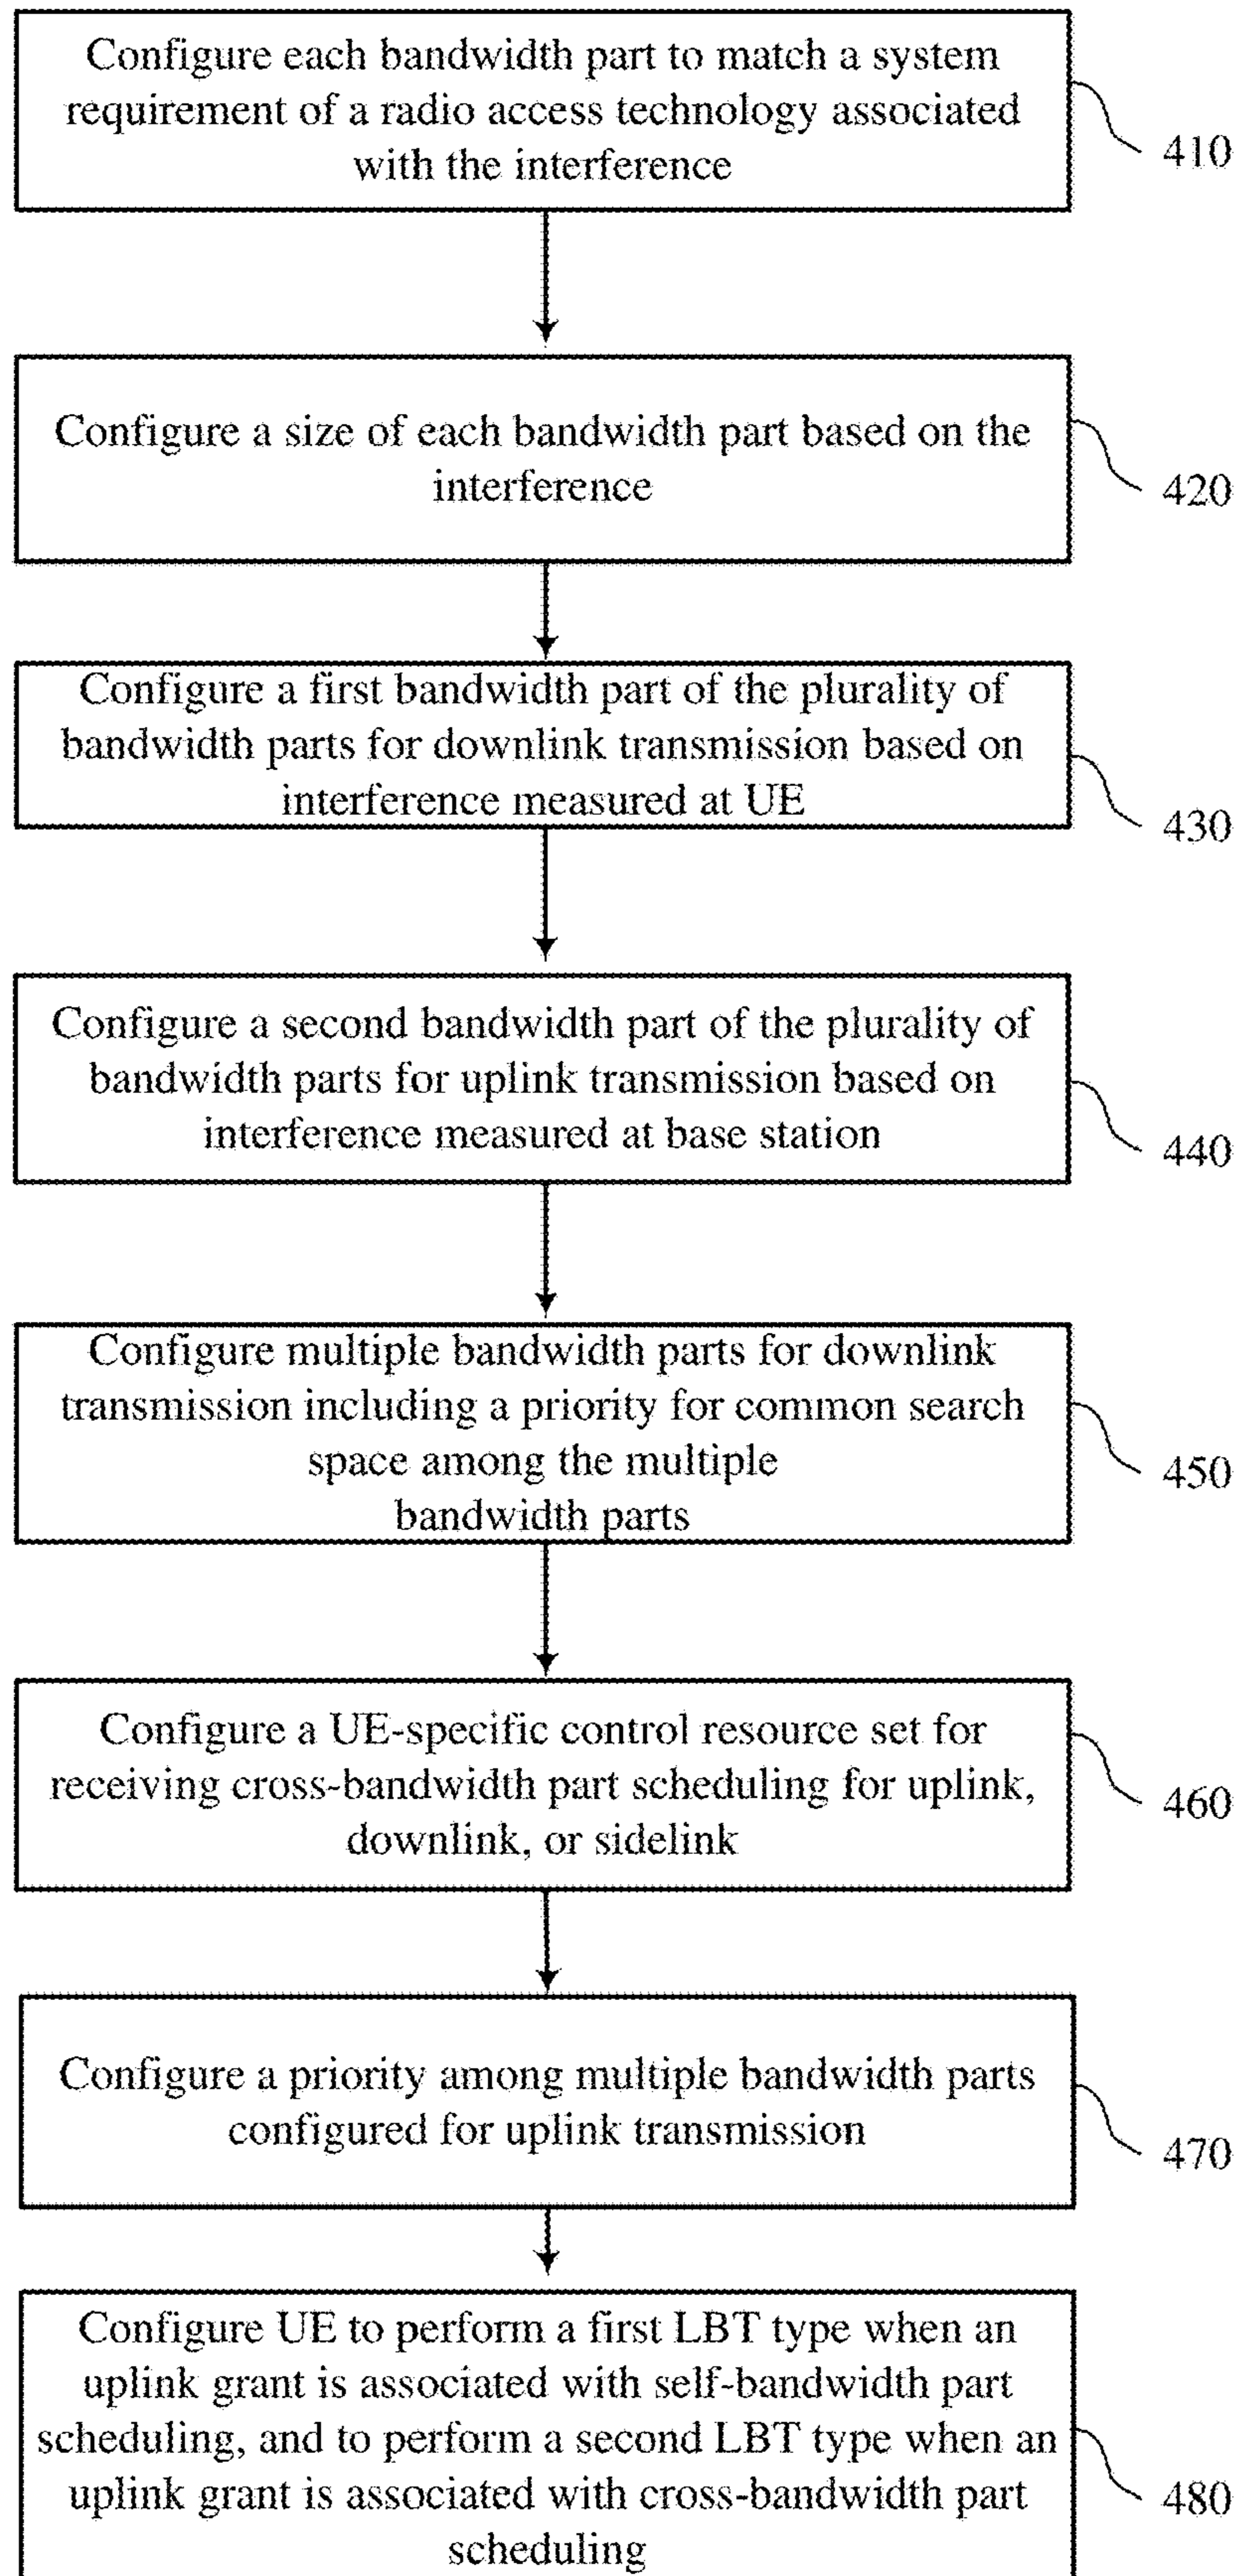 Configure each bandwidth part to match a system
requirement of a radio access technology associated
with the interference
410
Configure a size of each bandwidth part based on the
interference
420
Configure a first bandwidth part of the plurality of
bandwidth parts for downlink transmission based on
interference measured at UE
430
Configure a second bandwidth part of the plurality of
bandwidth parts for uplink transmission based on
interference measured at base station
440
Configure multiple bandwidth parts for downlink
transmission including a priority for common search
space among the multiple
bandwidth parts
450
Configure a UE-specific control resource set for
receiving cross-bandwidth part scheduling for uplink,
downlink, or sidelink
460
Configure a priority among multiple bandwidth parts
configured for uplink transmission
470
Configure UE to perform a first LBT type when an
uplink grant is associated with self-bandwidth part
scheduling, and to perform a second LBT type when an
uplink grant is associated with cross-bandwidth part
scheduling
480